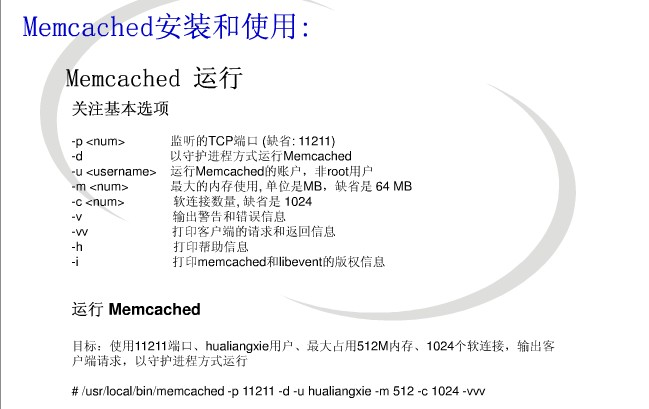 Memcached安装和使用:
Memcached 运行
关注基本选项
-p <num> 监听的TCP端口 (缺省: 11211)
-d 以守护进程方式运行Memcached
-u <username> 运行Memcached的账户，非root用户
-m <num> 最大的内存使用, 单位是MB，缺省是 64 MB
-c <num> 软连接数量, 缺省是 1024
-v 输出警告和错误信息
-vv 打印客户端的请求和返回信息
-h 打印帮助信息
-i 打印memcached和libevent的版权信息
运行 Memcached
目标：使用11211端口、hualiangxie用户、最大占用512M内存、1024个软连接，输出客
户端请求，以守护进程方式运行
# /usr/local/bin/memcached -p 11211 -d -u hualiangxie -m 512 -c 1024 -vvv